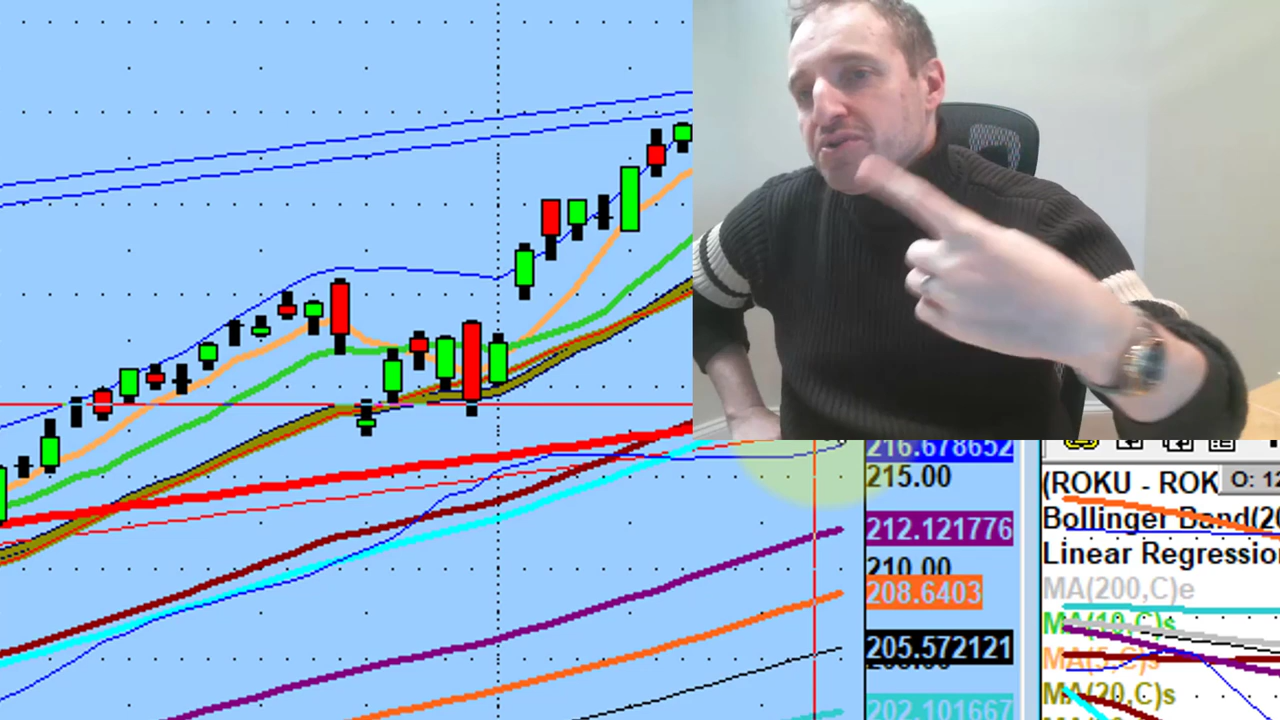 216.678652
215.00
212.121776
210.00
208.6403
205.572121
202.101667
(ROKU - ROK
O: 12
Bollinger Band(20
Linear Regressio
MA(200,C)e
MA(10,C)s
MA(5,C)s
MA(20,C)s